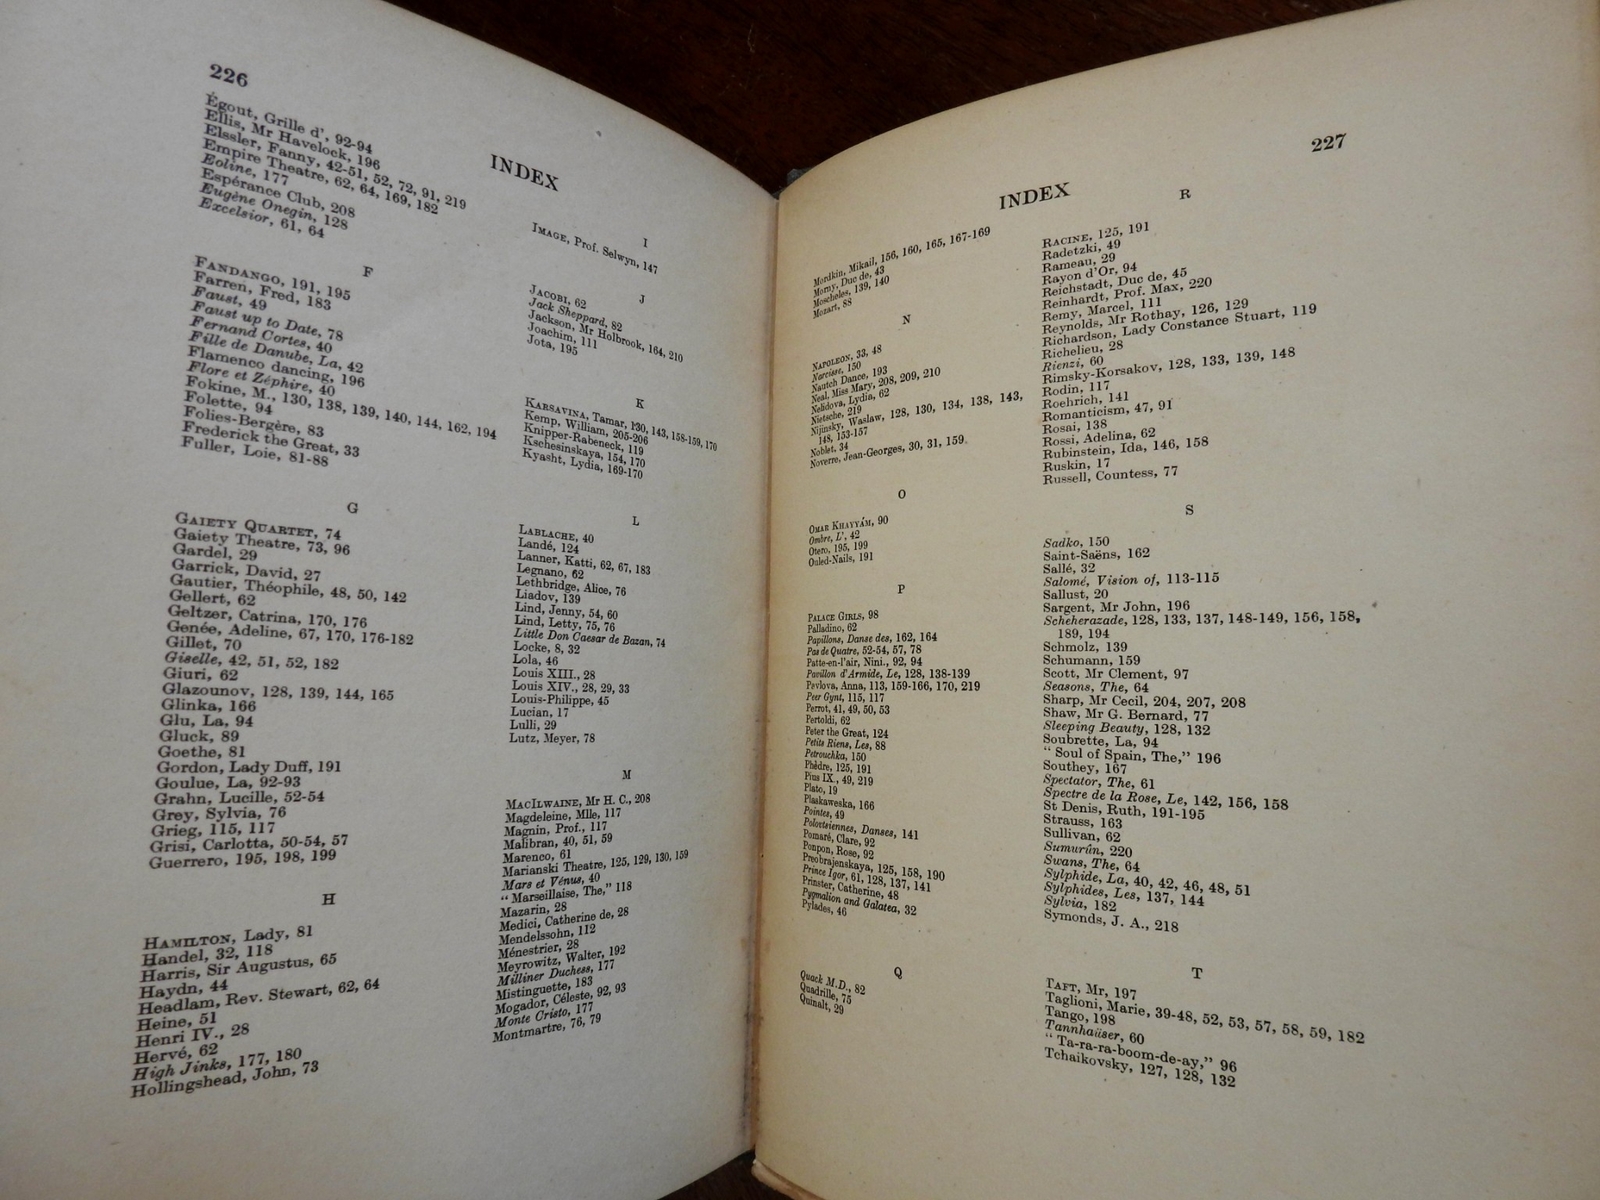 226
INDEX
Égout, Grille d', 92-94
Ellis, Mr Havelock, 196
Elssler, Fanny, 42-51, 52, 72, 91, 219
Empire Theatre, 62, 64, 169, 182
Eoline, 177
Espérance Club, 208
Eugène Onegin, 128
Excelsior, 61, 64
F
FANDANGO, 191, 195
Farren, Fred, 183
Faust, 49
Faust up to Date, 78
Fernand Cortes, 40
Fille de Danube, La, 42
Flamenco dancing, 196
Flore et Zéphire, 40
Fokine, M., 130, 138, 139, 140, 144, 162, 194
Folette, 94
Folies-Bergère, 83
Frederick the Great, 33
Fuller, Loie, 81-88
G
GAIETY QUARTET, 74
Gaiety Theatre, 73, 96
Gardel, 29
Garrick, David, 27
Gautier, Théophile, 48, 50, 142
Gellert, 62
Geltzer, Catrina, 170, 176
Genée, Adeline, 67, 170, 176-182
Gillet, 70
Giselle, 42, 51, 52, 182
Giuri, 62
Glazounov, 128, 139, 144, 165
Glinka, 166
Glu, La, 94
Gluck, 89
Goethe, 81
Gordon, Lady Duff, 191
Goulue, La, 92-93
Grahn, Lucille, 52-54
Grey, Sylvia, 76
Grieg, 115, 117
Grisi, Carlotta, 50-54, 57
Guerrero, 195, 198, 199
H
HAMILTON, Lady, 81
Handel, 32, 118
Harris, Sir Augustus, 65
Haydn, 44
Headlam, Rev. Stewart, 62, 64
Heine, 51
Henri IV., 28
Hervé, 62
High Jinks, 177, 180
Hollingshead, John, 73
I
IMAGE, Prof. Selwyn, 147
J
JACOBI, 62
Jack Sheppard, 82
Jackson, Mr Holbrook, 164, 210
Joachim, 111
Jota, 195
K
KARSAVINA, Tamar, 130, 143, 158-159, 170
Kemp, William, 205-206
Knipper-Rabeneck, 119
Kschesinskaya, 154, 170
Kyasht, Lydia, 169-170
L
LABLACHE, 40
Landé, 124
Lanner, Katti, 62, 67, 183
Legnano, 62
Lethbridge, Alice, 76
Liadov, 139
Lind, Jenny, 54, 60
Lind, Letty, 75, 76
Little Don Caesar de Bazan, 74
Locke, 8, 32
Lola, 46
Louis XIII., 28
Louis XIV., 28, 29, 33
Louis-Philippe, 45
Lucian, 17
Lulli, 29
Lutz, Meyer, 78
M
MACILWAINE, Mr H. C., 208
Magdeleine, Mlle, 117
Magnin, Prof., 117
Malibran, 40, 51, 59
Marenco, 61
Marianski Theatre, 125, 129, 130, 159
Mars et Vénus, 40
"Marseillaise, The," 118
Mazarin, 28
Medici, Catherine de, 28
Mendelssohn, 112
Ménestrier, 28
Meyrowitz, Walter, 192
Milliner Duchess, 177
Mistinguette, 183
Mogador, Céleste, 92, 93
Monte Cristo, 177
Montmartre, 76, 79
227
INDEX
Mordkin, Mikail, 156, 160, 165, 167-169
Morny, Duc de, 43
Moscheles, 139, 140
Mozart, 88
N
NAPOLEON, 33, 48
Narcisse, 150
Nautch Dance, 193
Neal, Miss Mary, 208, 209, 210
Nelidova, Lydia, 62
Nietsche, 219
Nijinsky, Waslaw, 128, 130, 134, 138, 143,
148, 153-157
Noblet, 34
Noverre, Jean-Georges, 30, 31, 159
O
OMAR KHAYYÁM, 90
Ombre, L', 42
Otero, 195, 199
Ouled-Nails, 191
P
PALACE GIRLS, 98
Palladino, 62
Papillons, Danse des, 162, 164
Pas de Quatre, 52-54, 57, 78
Patte-en-l'air, Nini., 92, 94
Pavillon d'Armide, Le, 128, 138-139
Pavlova, Anna, 113, 159-166, 170, 219
Peer Gynt, 115, 117
Perrot, 41, 49, 50, 53
Pertoldi, 62
Peter the Great, 124
Petits Riens, Les, 88
Petrouchka, 150
Phèdre, 125, 191
Pius IX., 49, 219
Plato, 19
Plaskaweska, 166
Pointes, 49
Polovtsiennes, Danses, 141
Pomaré, Clare, 92
Ponpon, Rose, 92
Preobrajenskaya, 125, 158, 190
Prince Igor, 61, 128, 137, 141
Prinster, Catherine, 48
Pygmalion and Galatea, 32
Pylades, 46
Q
Quack M.D., 82
Quadrille, 75
Quinalt, 29
R
RACINE, 125, 191
Radetzki, 49
Rameau, 29
Rayon d'Or, 94
Reichstadt, Duc de, 45
Reinhardt, Prof. Max, 220
Remy, Marcel, 111
Reynolds, Mr Rothay, 126, 129
Richardson, Lady Constance Stuart, 119
Richelieu, 28
Rienzi, 60
Rimsky-Korsakov, 128, 133, 139, 148
Rodin, 117
Roehrich, 141
Romanticism, 47, 91
Rosai, 138
Rossi, Adelina, 62
Rubinstein, Ida, 146, 158
Ruskin, 17
Russell, Countess, 77
S
Sadko, 150
Saint-Saëns, 162
Sallé, 32
Salomé, Vision of, 113-115
Sallust, 20
Sargent, Mr John, 196
Scheherazade, 128, 133, 137, 148-149, 156, 158,
189, 194
Schmolz, 139
Schumann, 159
Scott, Mr Clement, 97
Seasons, The, 64
Sharp, Mr Cecil, 204, 207, 208
Shaw, Mr G. Bernard, 77
Sleeping Beauty, 128, 132
Soubrette, La, 94
"Soul of Spain, The," 196
Southey, 167
Spectator, The, 61
Spectre de la Rose, Le, 142, 156, 158
St Denis, Ruth, 191-195
Strauss, 163
Sullivan, 62
Sumurûn, 220
Swans, The, 64
Sylphide, La, 40, 42, 46, 48, 51
Sylphides, Les, 137, 144
Sylvia, 182
Symonds, J. A., 218
T
TAFT, Mr, 197
Taglioni, Marie, 39-48, 52, 53, 57, 58, 59, 182
Tango, 198
Tannhaüser, 60
"Ta-ra-ra-boom-de-ay," 96
Tchaikovsky, 127, 128, 132